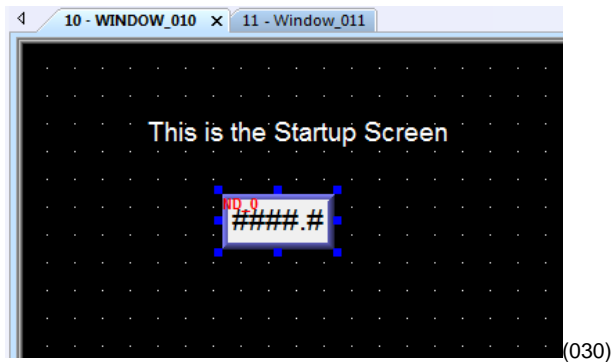 10 - WINDOW_010 x 11 - Window_011
This is the Startup Screen
ND_0
####.#
(030)